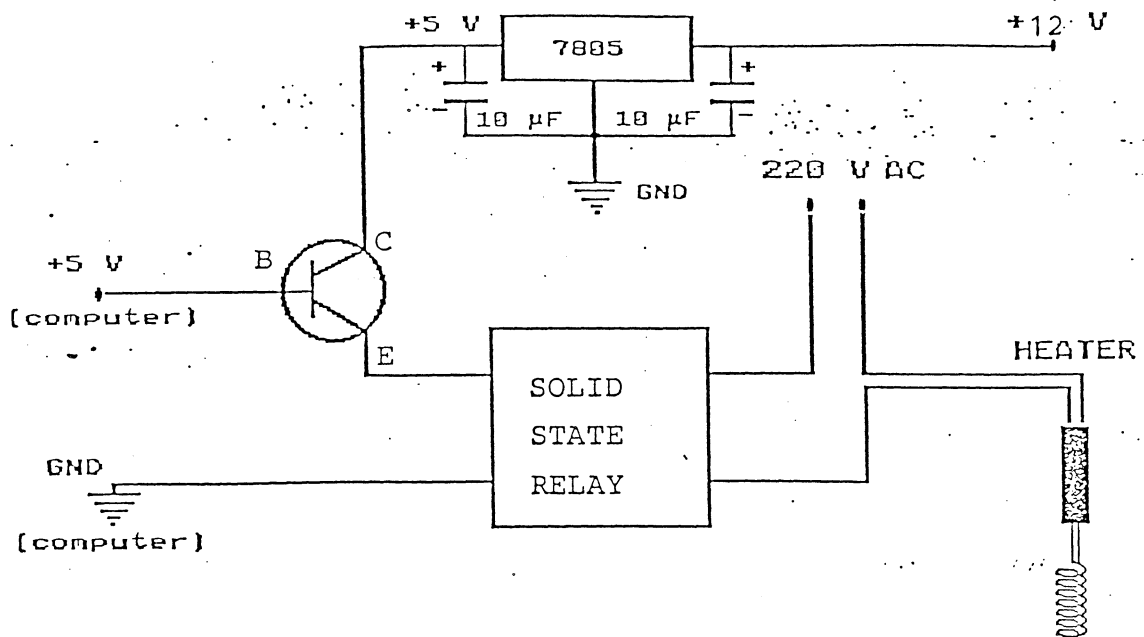 +5 V
7805
+12 V
+
-
10 µF
10 µF
+
-
GND
220 V AC
B
C
E
+5 V
(computer)
HEATER
SOLID
STATE
RELAY
GND
(computer)